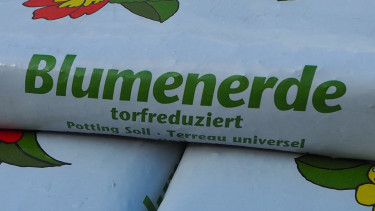 Blumenerde
torfreduziert
Potting Soil - Terreau universel